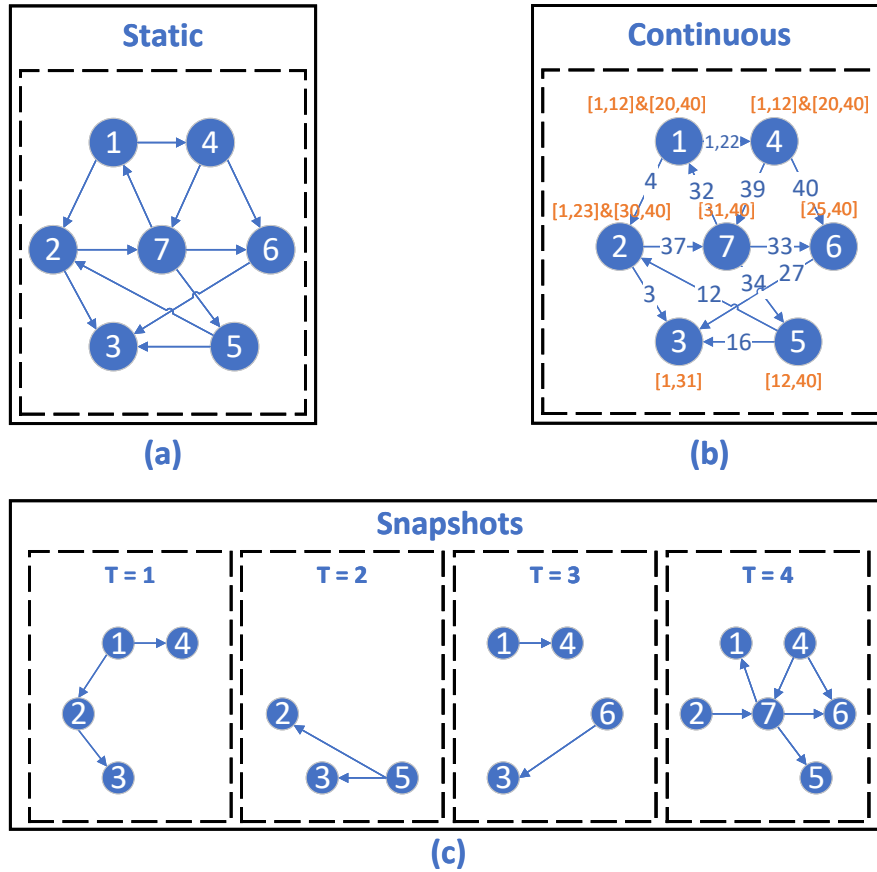 Static
1 4
2 7 6
3 5
(a)
Continuous
[1,12]&[20,40] [1,12]&[20,40]
1 1,22 4
4 32 39 40
[1,23]&[30,40] [31,40] [25,40]
2 37 7 33 6
3 12 34 27
3 16 5
[1,31] [12,40]
(b)
Snapshots
T = 1
1 4
2
3
T = 2
2
3 5
T = 3
1 4
6
3
T = 4
1 4
2 7 6
5
(c)